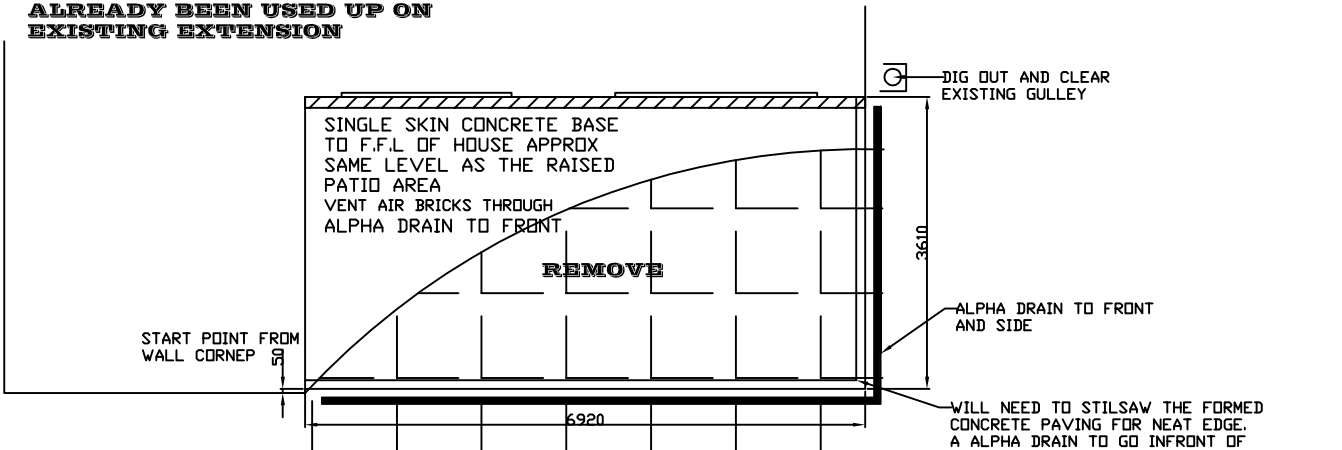 ALREADY BEEN USED UP ON
EXISTING EXTENSION
DIG OUT AND CLEAR
EXISTING GULLEY
SINGLE SKIN CONCRETE BASE
TO F.F.L OF HOUSE APPROX
SAME LEVEL AS THE RAISED
PATIO AREA
VENT AIR BRICKS THROUGH
ALPHA DRAIN TO FRONT
REMOVE
3610
ALPHA DRAIN TO FRONT
AND SIDE
START POINT FROM
WALL CORNEP
50
6920
WILL NEED TO STILSAW THE FORMED
CONCRETE PAVING FOR NEAT EDGE.
A ALPHA DRAIN TO GO INFRONT OF